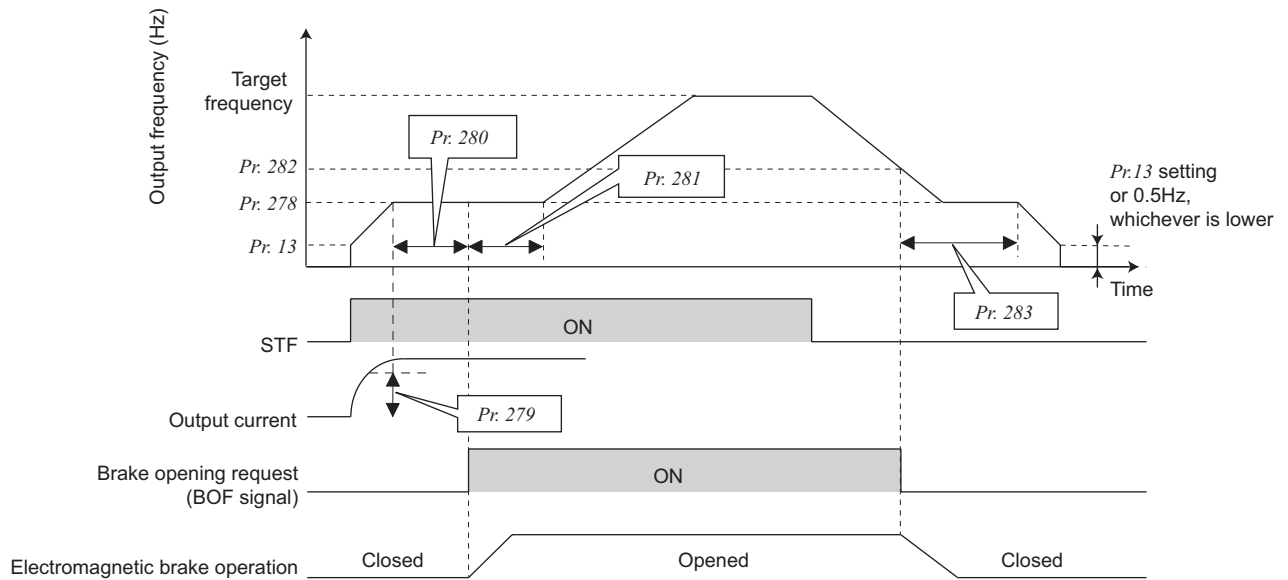 Output frequency (Hz)
Target
frequency
Pr. 280
Pr. 282
Pr. 281
Pr.13 setting
or 0.5Hz,
whichever is lower
Pr. 278
Pr. 13
Time
Pr. 283
ON
STF
Output current
Pr. 279
Brake opening request
(BOF signal)
ON
Electromagnetic brake operation
Closed
Opened
Closed